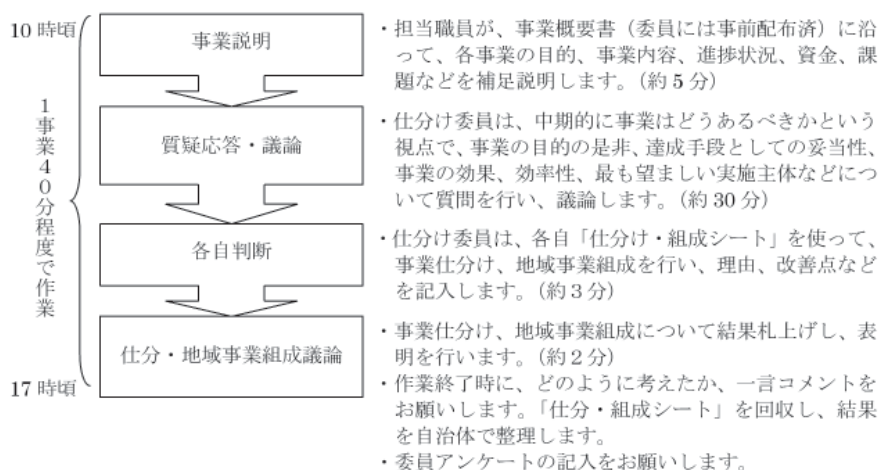 10 時頃
事業説明
・担当職員が、事業概要書（委員には事前配布済）に沿
って、各事業の目的、事業内容、進捗状況、資金、課
題などを補足説明します。（約 5 分）
1事業40分程度で作業
質疑応答・議論
・仕分け委員は、中期的に事業はどうあるべきかという
視点で、事業の目的の是非、達成手段としての妥当性、
事業の効果、効率性、最も望ましい実施主体などにつ
いて質問を行い、議論します。（約 30 分）
各自判断
・仕分け委員は、各自「仕分け・組成シート」を使って、
事業仕分け、地域事業組成を行い、理由、改善点など
を記入します。（約３分）
仕分・地域事業組成議論
・事業仕分け、地域事業組成について結果札上げし、表
明を行います。（約２分）
17 時頃
・作業終了時に、どのように考えたか、一言コメントを
お願いします。「仕分・組成シート」を回収し、結果
を自治体で整理します。
・委員アンケートの記入をお願いします。